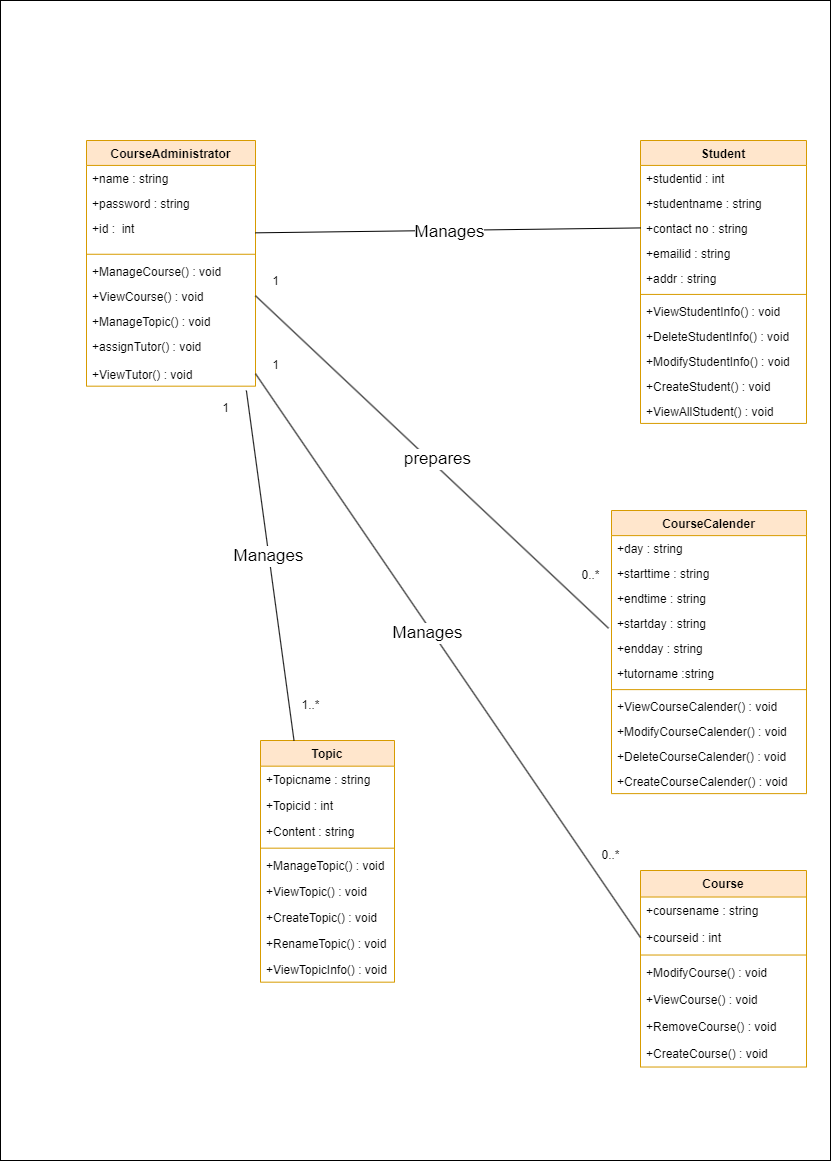 CourseAdministrator
+name : string
+password : string
+id :  int
+ManageCourse() : void
+ViewCourse() : void
+ManageTopic() : void
+assignTutor() : void
+ViewTutor() : void
Manages
Student
+studentid : int
+studentname : string
+contact no : string
+emailid : string
+addr : string
+ViewStudentInfo() : void
+DeleteStudentInfo() : void
+ModifyStudentInfo() : void
+CreateStudent() : void
+ViewAllStudent() : void
1
1
1
prepares
Manages
0..*
Manages
CourseCalender
+day : string
+starttime : string
+endtime : string
+startday : string
+endday : string
+tutorname :string
+ViewCourseCalender() : void
+ModifyCourseCalender() : void
+DeleteCourseCalender() : void
+CreateCourseCalender() : void
1..*
Topic
+Topicname : string
+Topicid : int
+Content : string
+ManageTopic() : void
+ViewTopic() : void
+CreateTopic() : void
+RenameTopic() : void
+ViewTopicInfo() : void
0..*
Course
+coursename : string
+courseid : int
+ModifyCourse() : void
+ViewCourse() : void
+RemoveCourse() : void
+CreateCourse() : void